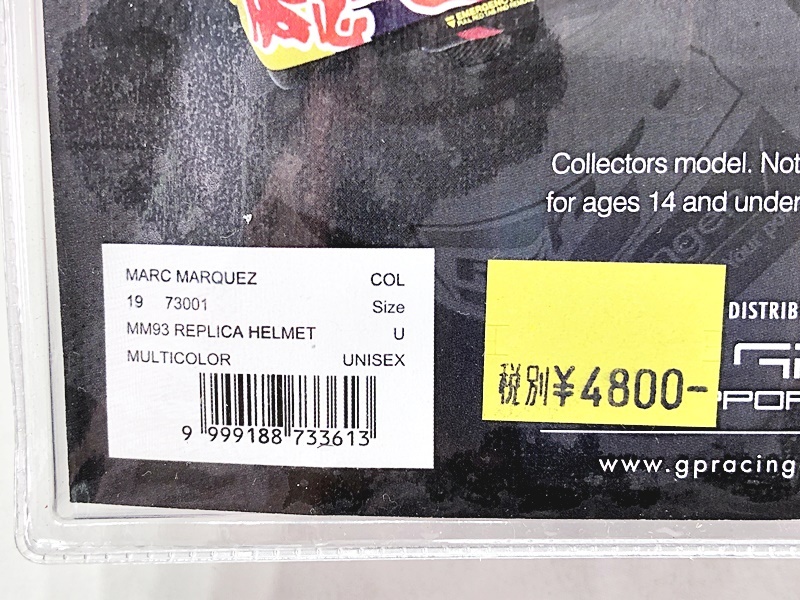 EMERGENCY
Collectors model. Not
for ages 14 and under
MARC MARQUEZ COL
19 73001 Size
MM93 REPLICA HELMET U
MULTICOLOR UNISEX
9 999188 733613
税別¥4800-
DISTRIB
www.gpracing